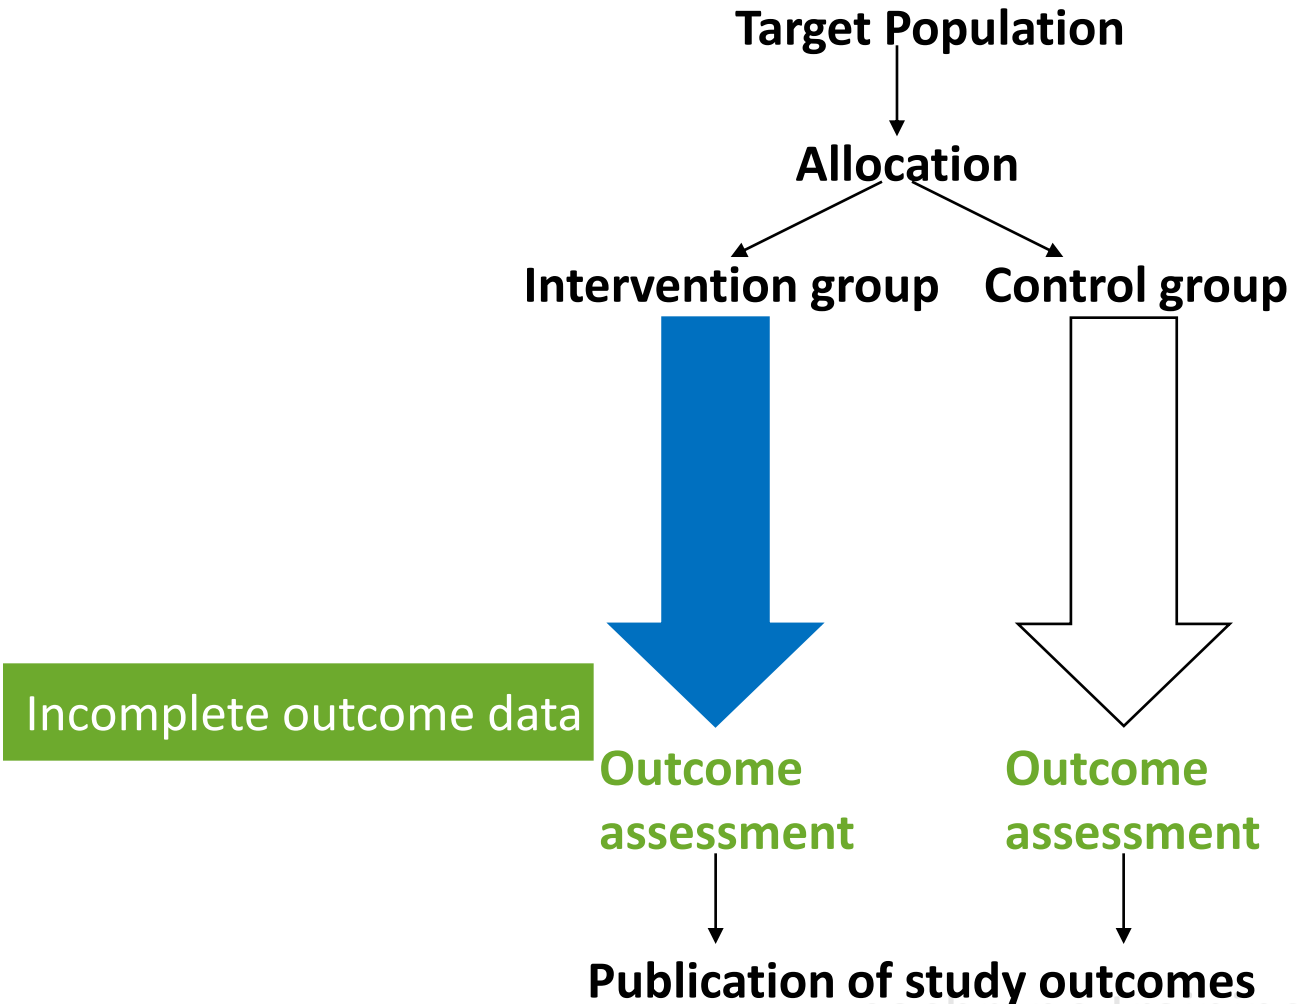 Target Population
Allocation
Intervention group
Control group
Incomplete outcome data
Outcome
assessment
Outcome
assessment
Publication of study outcomes